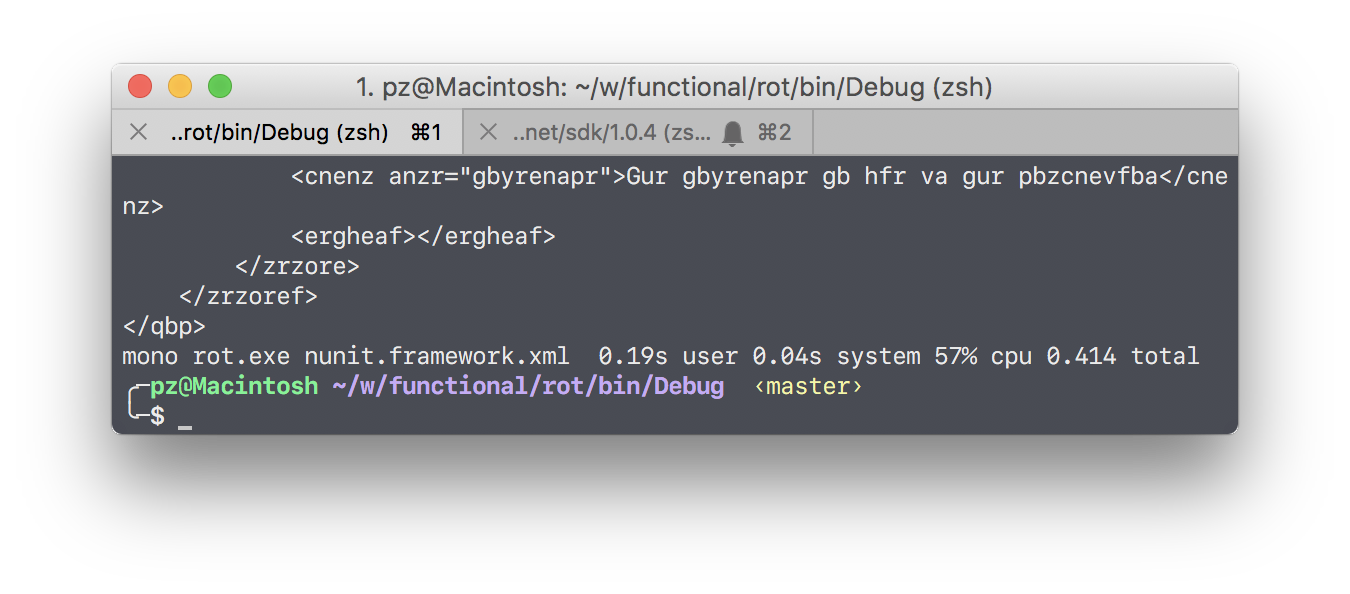 1. pz@Macintosh: ~/w/functional/rot/bin/Debug (zsh)
..rot/bin/Debug (zsh) ⌘1 ..net/sdk/1.0.4 (zs... ⌘2
<cnenz anzr="gbyrenapr">Gur gbyrenapr gb hfr va gur pbzcnevfba</cne
nz>
<ergheaf></ergheaf>
</zrzore>
</zrzoref>
</qbp>
mono rot.exe nunit.framework.xml  0.19s user 0.04s system 57% cpu 0.414 total
╭─pz@Macintosh ~/w/functional/rot/bin/Debug  ‹master›
╰─$ _